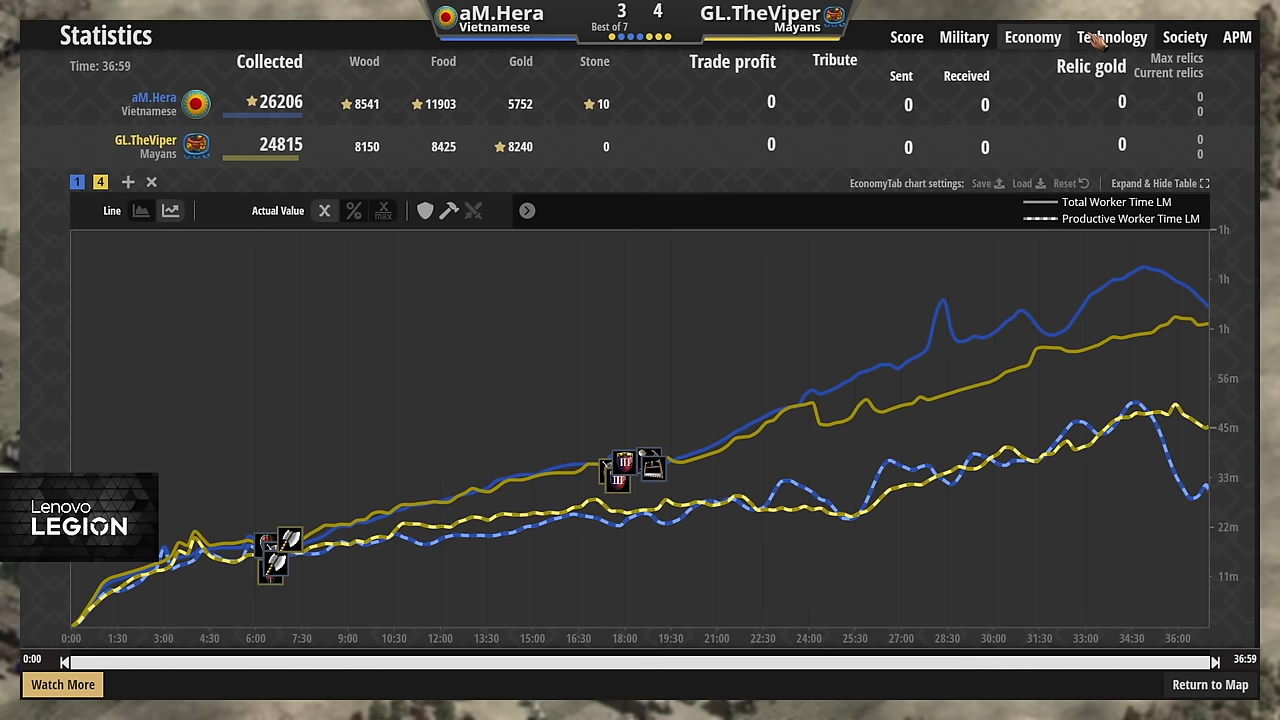 aM.Hera
Vietnamese
3 4
Best of 7
GL.TheViper
Mayans
Statistics
Score Military Economy Technology Society APM
Time: 36:59
Collected Wood Food Gold Stone Trade profit Tribute Sent Received Relic gold Max relics
Current relics
aM.Hera
Vietnamese
26206 8541 11903 5752 10 0 0 0 0 0
0
GL.TheViper
Mayans
24815 8150 8425 8240 0 0 0 0 0 0
0
1 4
EconomyTab chart settings: Save Load Reset Expand & Hide Table
Line Actual Value X % X
max
Total Worker Time LM
Productive Worker Time LM
1h
1h
1h
56m
45m
33m
22m
11m
III
III
Lenovo
LEGION
0:00 1:30 3:00 4:30 6:00 7:30 9:00 10:30 12:00 13:30 15:00 16:30 18:00 19:30 21:00 22:30 24:00 25:30 27:00 28:30 30:00 31:30 33:00 34:30 36:00
0:00 36:59
Watch More Return to Map